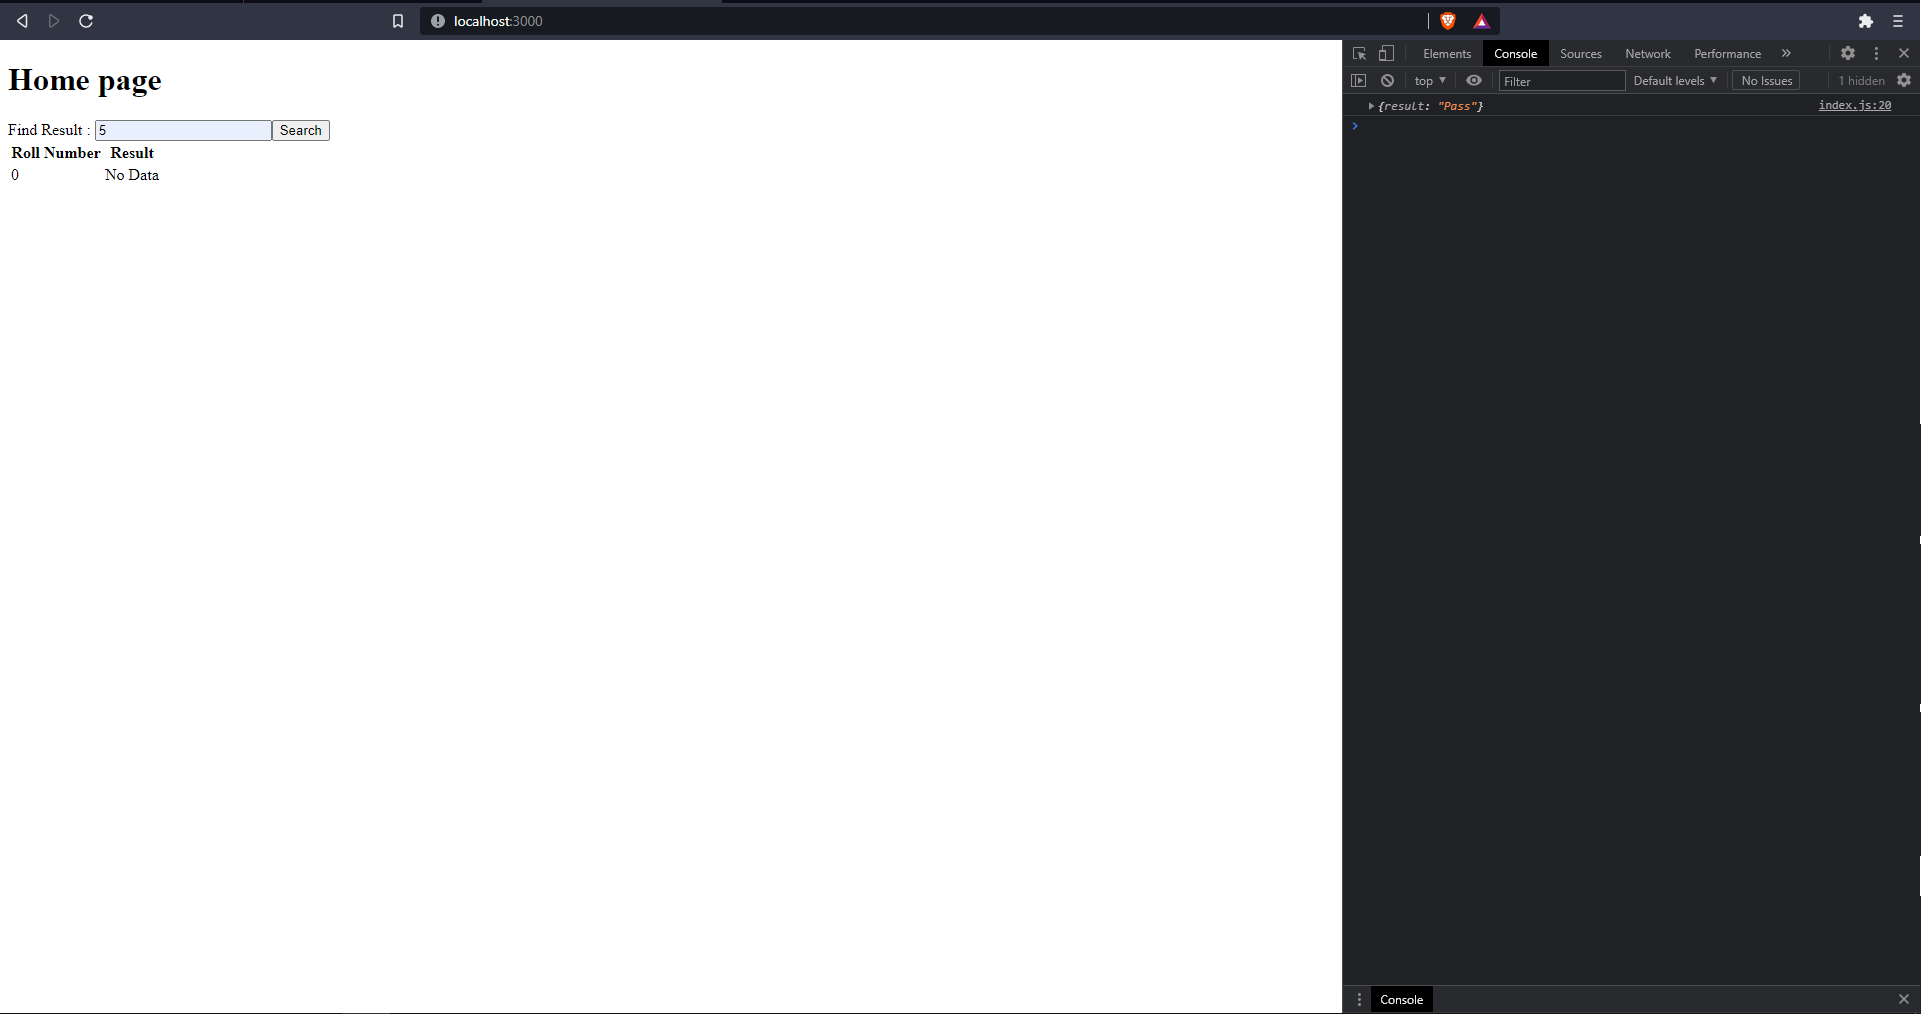 localhost:3000
Home page
Find Result : 5 Search
Roll Number Result
0 No Data
Elements Console Sources Network Performance »
top ▼ Filter Default levels ▼ No Issues 1 hidden
▶ {result: "Pass"} index.js:20
>
Console